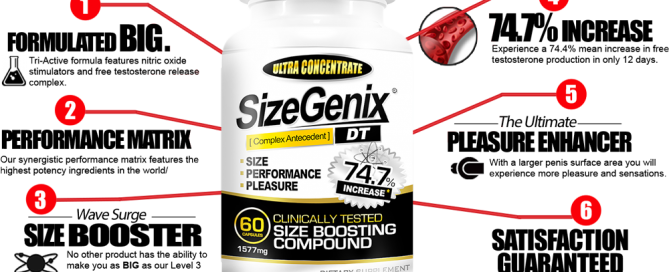 1
FORMULATED BIG.
Tri-Active formula features nitric oxide
stimulators and free testosterone release
complex.
2
PERFORMANCE MATRIX
Our synergistic performance matrix features the
highest potency ingredients in the world/
3
Wave Surge
SIZE BOOSTER
No other product has the ability to
make you as BIG as our Level 3
ULTRA CONCENTRATE
SizeGenix®
[ Complex Antecedent ] DT
SIZE
PERFORMANCE
PLEASURE
74.7%
INCREASE*
60
CAPSULES
1577mg
CLINICALLY TESTED
SIZE BOOSTING
COMPOUND
DIETARY SUPPLEMENT
4
74.7% INCREASE
Experience a 74.4% mean increase in free
testosterone production in only 12 days.
5
The Ultimate
PLEASURE ENHANCER
With a larger penis surface area you will
experience more pleasure and sensations.
6
SATISFACTION
GUARANTEED